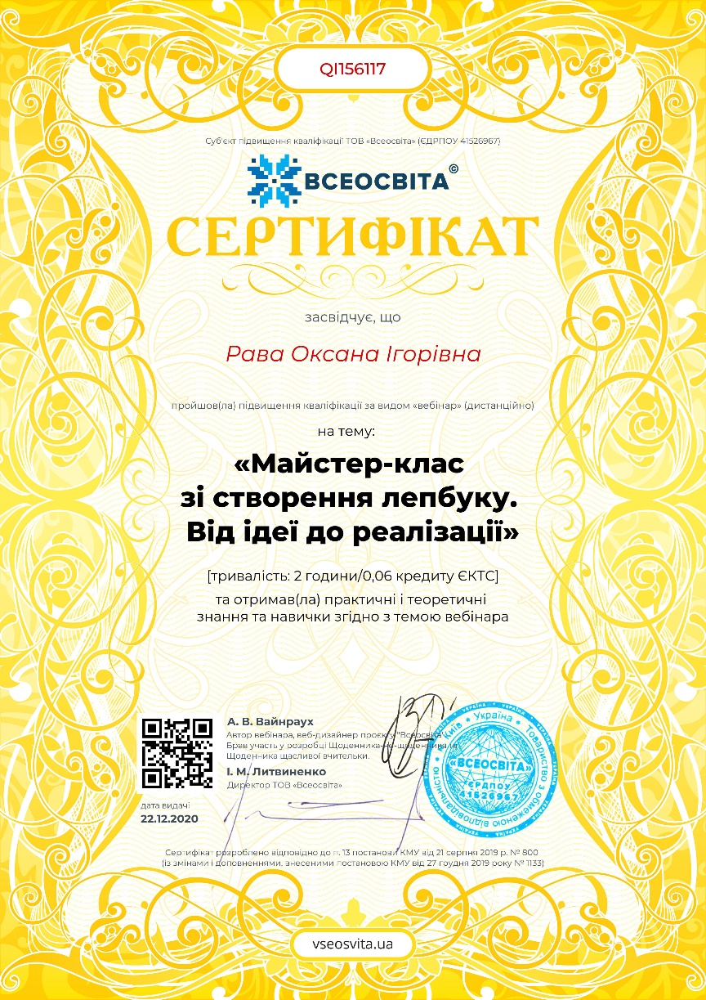 QI156117
Суб'єкт підвищення кваліфікації ТОВ «Всеосвіта» (ЄДРПОУ 41526967)
ВСЕОСВІТА©
СЕРТИФІКАТ
засвідчує, що
Рава Оксана Ігорівна
пройшов(ла) підвищення кваліфікації за видом «вебінар» (дистанційно)
на тему:
«Майстер-клас
зі створення лепбуку.
Від ідеї до реалізації»
[тривалість: 2 години/0,06 кредиту ЄКТС]
та отримав(ла) практичні і теоретичні
знання та навички згідно з темою вебінара
А. В. Вайнраух
Автор вебінара, веб-дизайнер проєкту "Всеосвіта".
Брав участь у розробці Щоденника-не-щоденника і
Щоденника щасливої вчительки.
І. М. Литвиненко
Директор ТОВ «Всеосвіта»
дата видачі
22.12.2020
Україна
м. Київ
Товариство з обмеженою відповідальністю
«ВСЕОСВІТА»
ЄРДПОУ
41526967
Сертифікат розроблено відповідно до п. 13 постанови КМУ від 21 серпня 2019 р. № 800
(із змінами і доповненнями, внесеними постановою КМУ від 27 грудня 2019 року № 1133)
vseosvita.ua